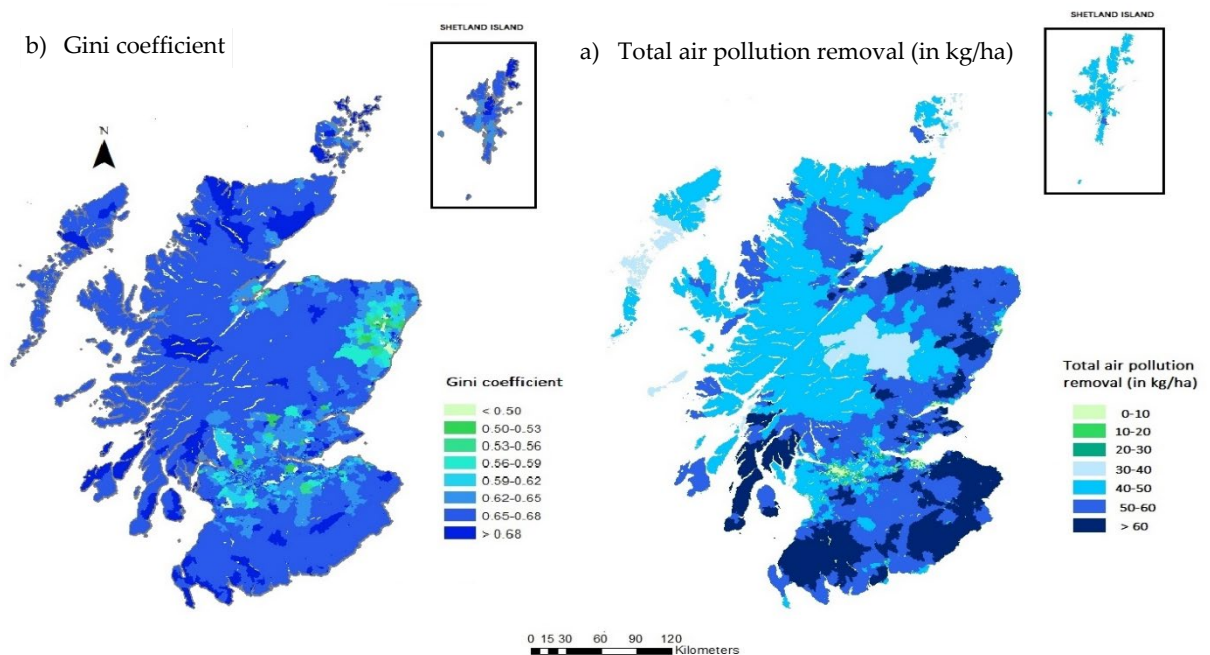 b) Gini coefficient
SHETLAND ISLAND
N
Gini coefficient
< 0.50
0.50-0.53
0.53-0.56
0.56-0.59
0.59-0.62
0.62-0.65
0.65-0.68
> 0.68
a) Total air pollution removal (in kg/ha)
SHETLAND ISLAND
Total air pollution
removal (in kg/ha)
0-10
10-20
20-30
30-40
40-50
50-60
> 60
0 15 30 60 90 120
Kilometers